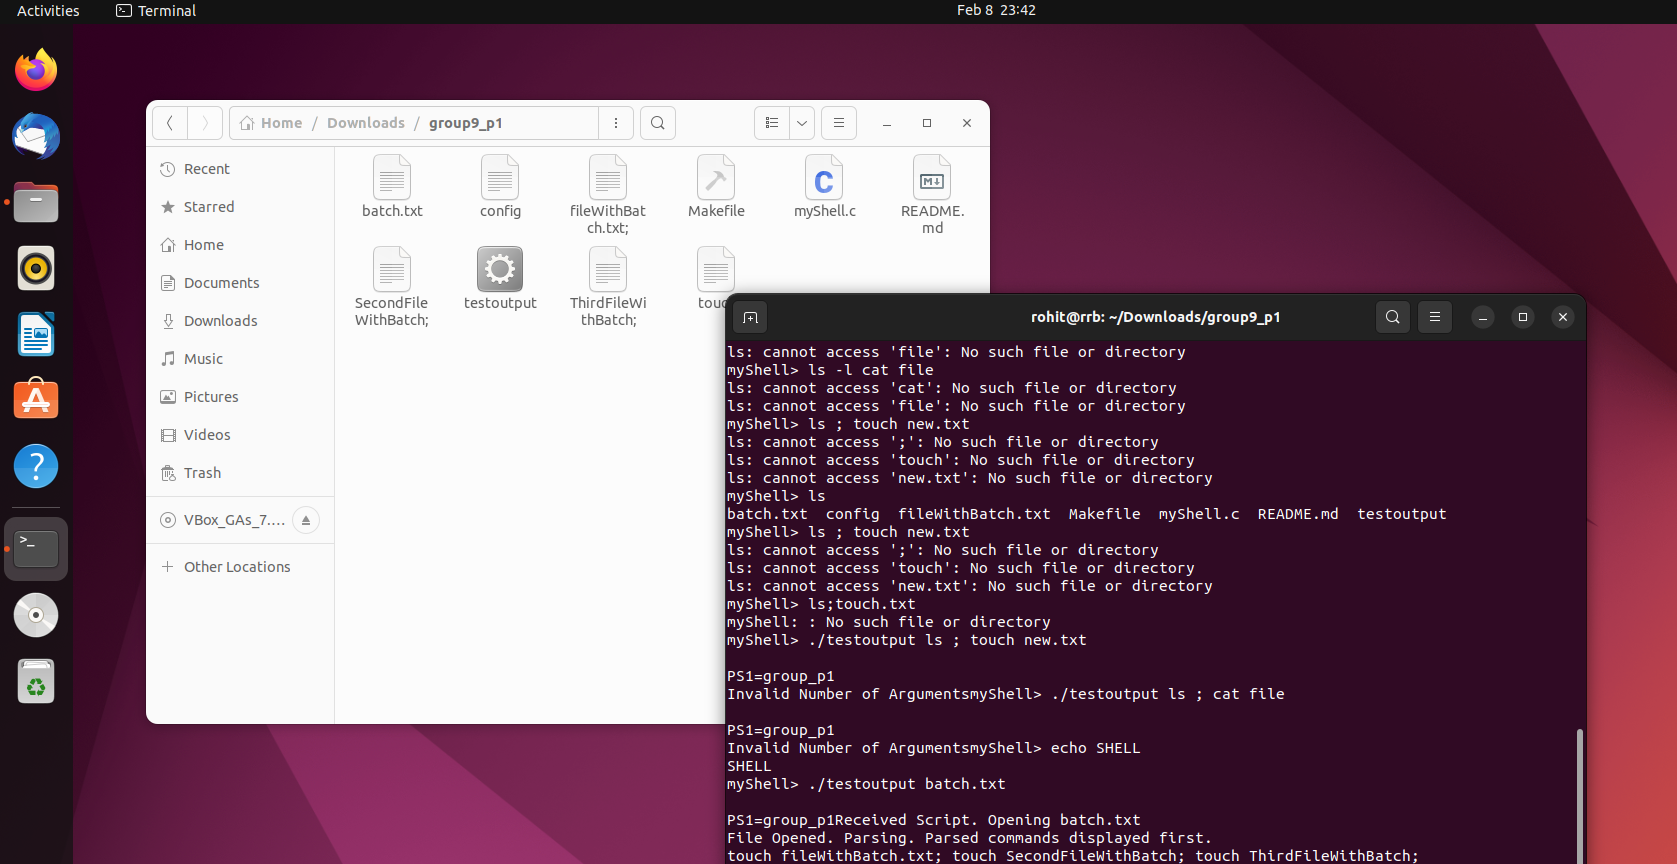 Activities
Terminal
Feb 8 23:42
Home / Downloads / group9_p1
Recent
Starred
Home
Documents
Downloads
Music
Pictures
Videos
Trash
VBox_GAs_7....
Other Locations
batch.txt
config
fileWithBat
ch.txt;
Makefile
myShell.c
README.
md
SecondFile
WithBatch;
testoutput
ThirdFileWi
thBatch;
touc
rohit@rrb: ~/Downloads/group9_p1
ls: cannot access 'file': No such file or directory
myShell> ls -l cat file
ls: cannot access 'cat': No such file or directory
ls: cannot access 'file': No such file or directory
myShell> ls ; touch new.txt
ls: cannot access ';': No such file or directory
ls: cannot access 'touch': No such file or directory
ls: cannot access 'new.txt': No such file or directory
myShell> ls
batch.txt  config  fileWithBatch.txt  Makefile  myShell.c  README.md  testoutput
myShell> ls ; touch new.txt
ls: cannot access ';': No such file or directory
ls: cannot access 'touch': No such file or directory
ls: cannot access 'new.txt': No such file or directory
myShell> ls;touch.txt
myShell: : No such file or directory
myShell> ./testoutput ls ; touch new.txt
PS1=group_p1
Invalid Number of ArgumentsmyShell> ./testoutput ls ; cat file
PS1=group_p1
Invalid Number of ArgumentsmyShell> echo SHELL
SHELL
myShell> ./testoutput batch.txt
PS1=group_p1Received Script. Opening batch.txt
File Opened. Parsing. Parsed commands displayed first.
touch fileWithBatch.txt; touch SecondFileWithBatch; touch ThirdFileWithBatch;